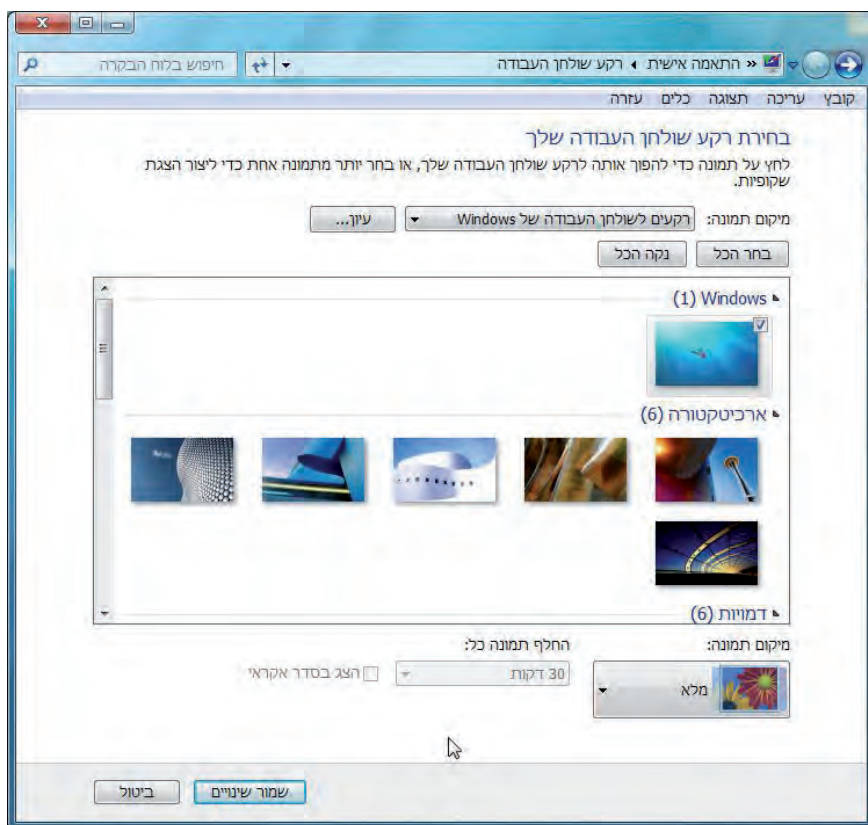 « התאמה אישית ◂ רקע שולחן העבודה
חיפוש בלוח הבקרה
קובץ עריכה תצוגה כלים עזרה
בחירת רקע שולחן העבודה שלך
לחץ על תמונה כדי להפוך אותה לרקע שולחן העבודה שלך, או בחר יותר מתמונה אחת כדי ליצור הצגת
שקופיות.
מיקום תמונה: רקעים לשולחן העבודה של Windows עיון...
בחר הכל נקה הכל
Windows (1)
ארכיטקטורה (6)
דמויות (6)
מיקום תמונה: החלף תמונה כל:
מלא 30 דקות הצג בסדר אקראי
שמור שינויים ביטול